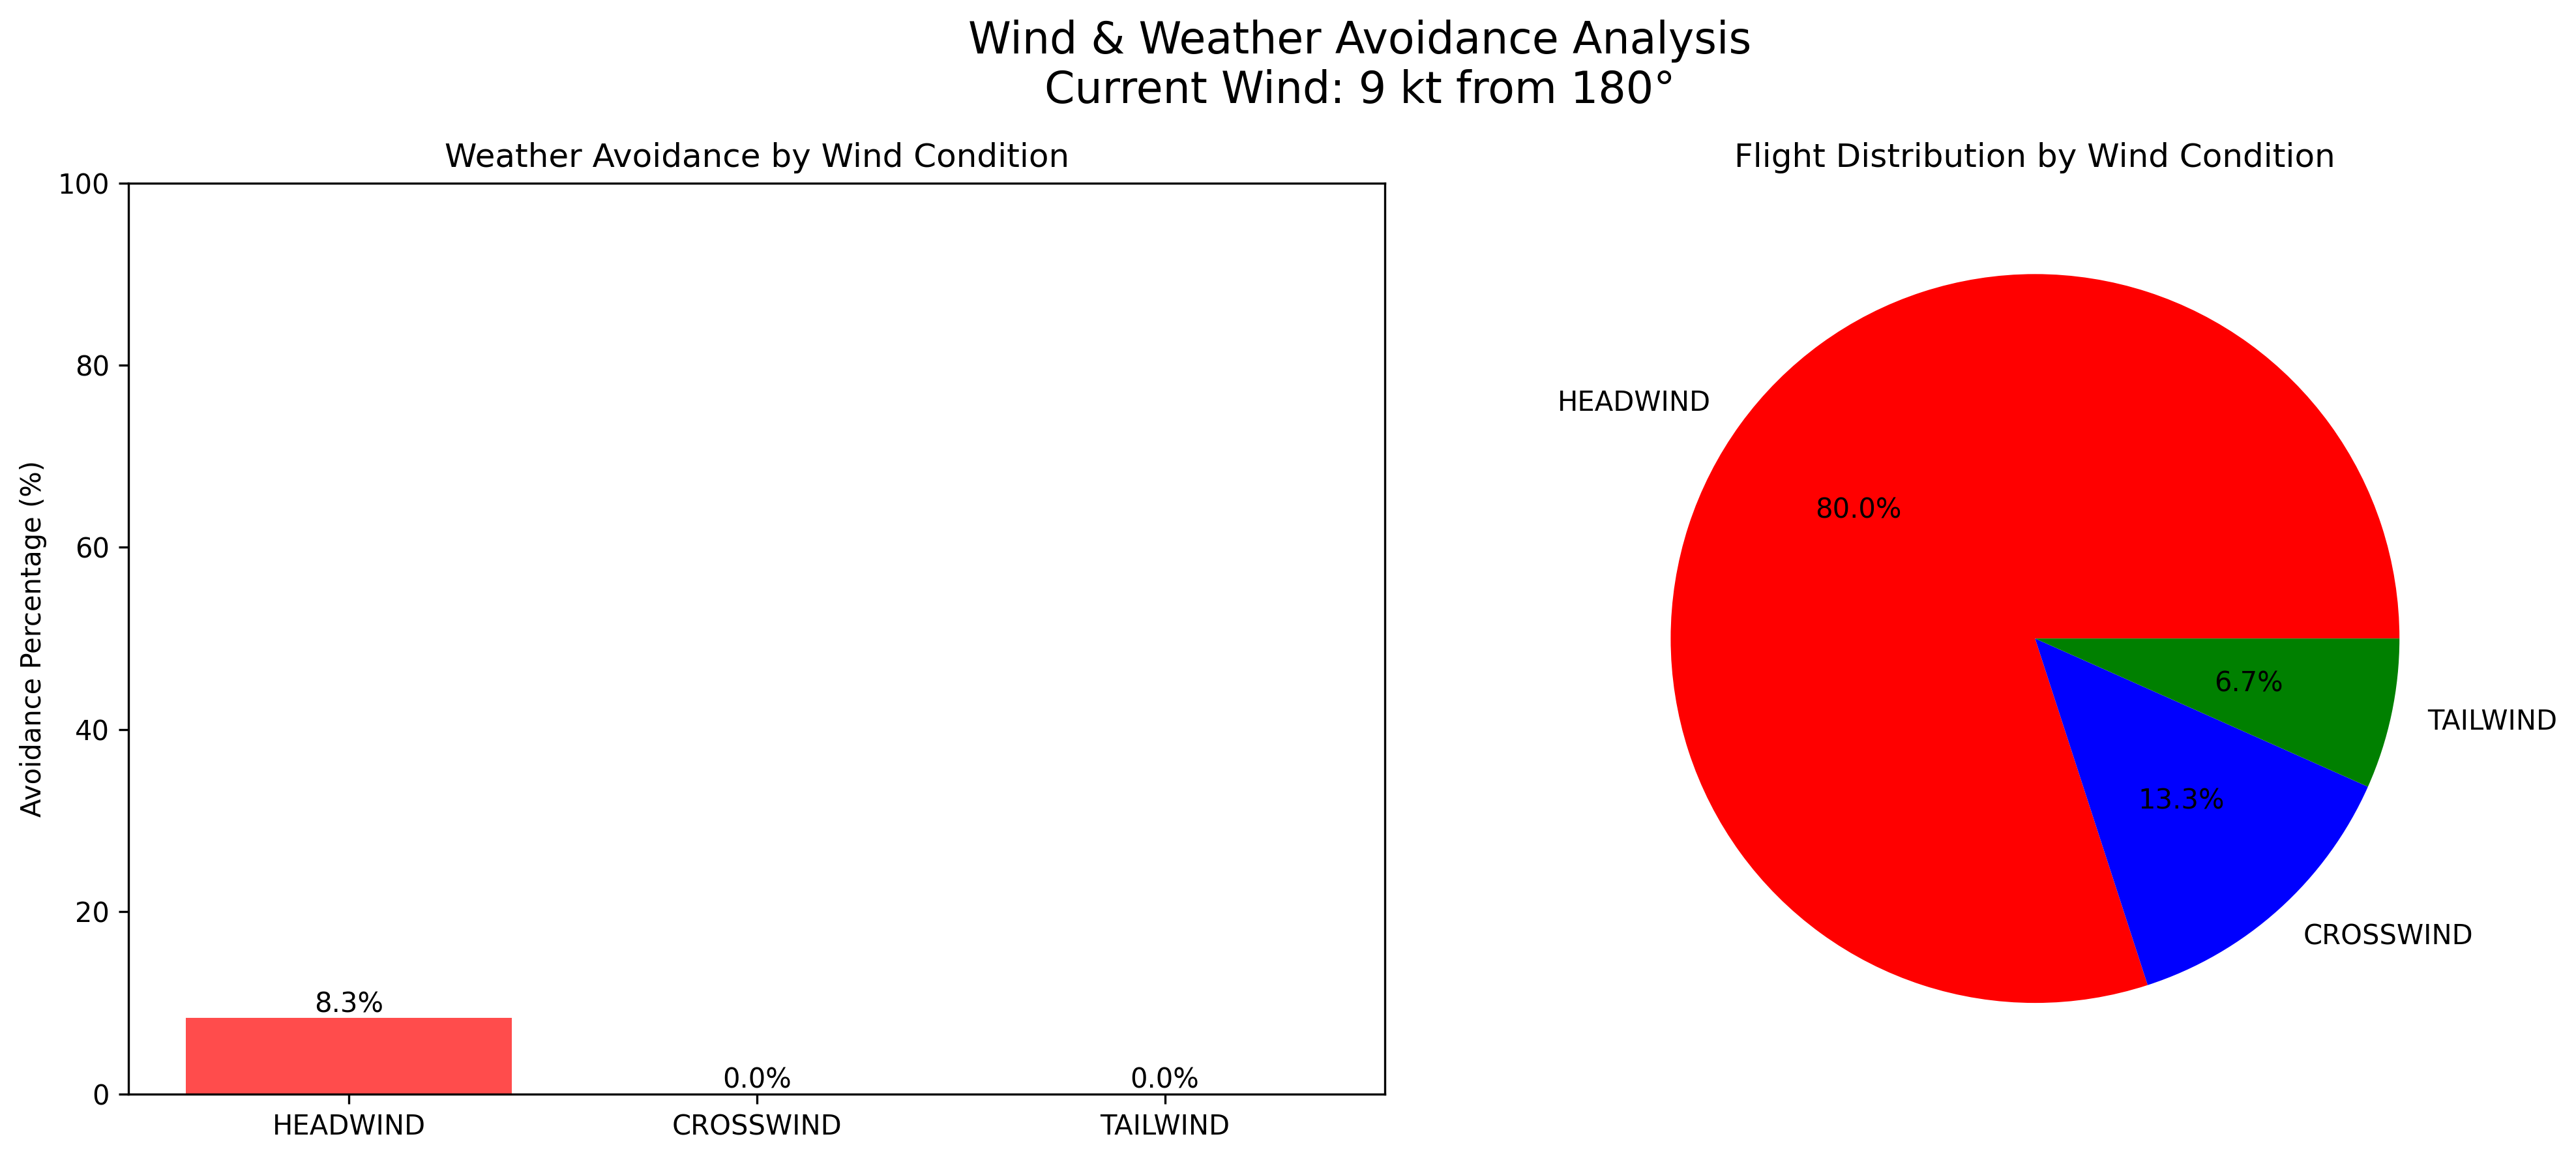 Wind & Weather Avoidance Analysis
Current Wind: 9 kt from 180°
Weather Avoidance by Wind Condition
100
80
60
40
20
0
Avoidance Percentage (%)
8.3%
0.0%
0.0%
HEADWIND
CROSSWIND
TAILWIND
Flight Distribution by Wind Condition
HEADWIND
80.0%
6.7%
TAILWIND
13.3%
CROSSWIND